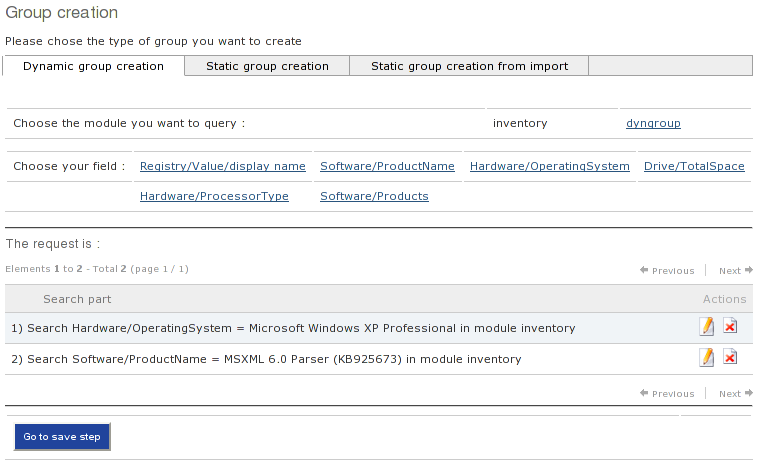 Group creation
Please chose the type of group you want to create
Dynamic group creation Static group creation Static group creation from import
Choose the module you want to query : inventory dyngroup
Choose your field : Registry/Value/display name Software/ProductName Hardware/OperatingSystem Drive/TotalSpace
Hardware/ProcessorType Software/Products
The request is :
Elements 1 to 2 - Total 2 (page 1 / 1) Previous Next
Search part Actions
1) Search Hardware/OperatingSystem = Microsoft Windows XP Professional in module inventory
2) Search Software/ProductName = MSXML 6.0 Parser (KB925673) in module inventory
Previous Next
Go to save step